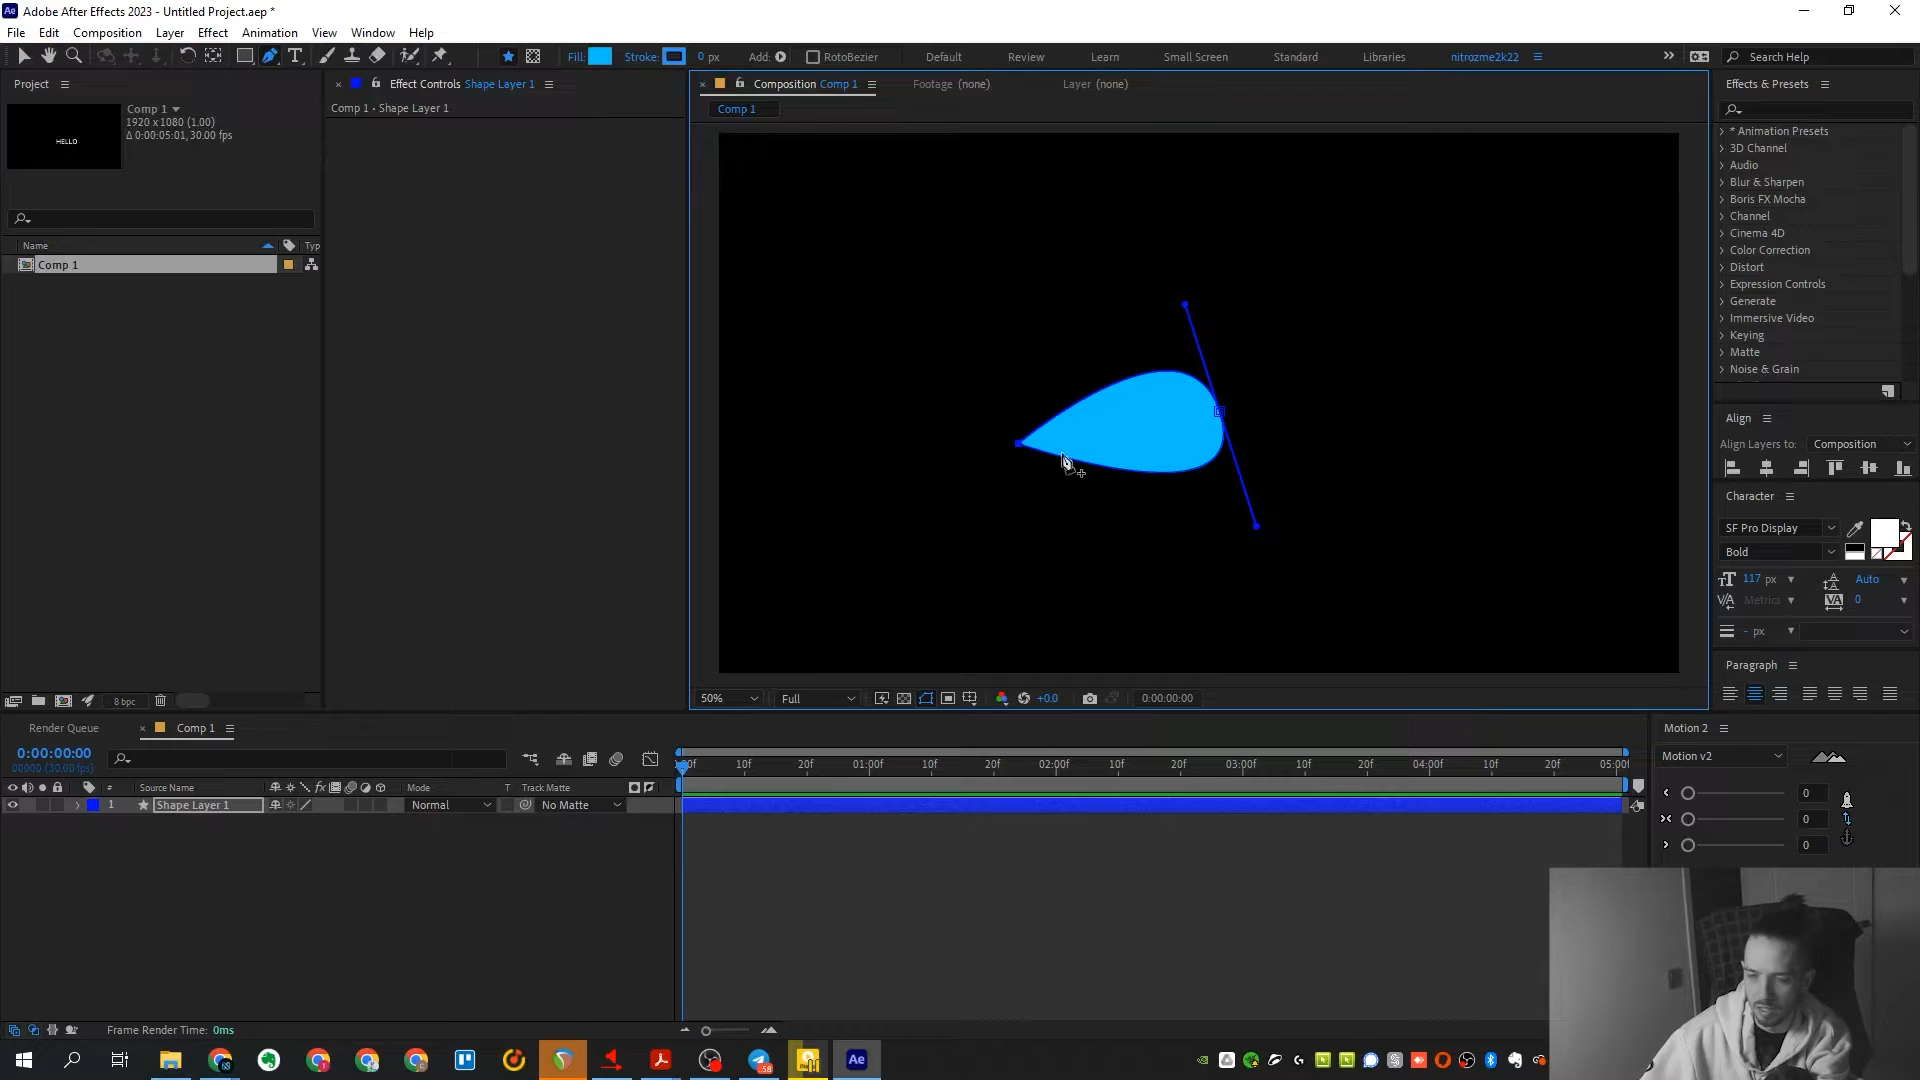 Adobe After Effects 2023 - Untitled Project.aep *
File Edit Composition Layer Effect Animation View Window Help
Fill: Stroke: 0 px Add: RotoBezier Default Review Learn Small Screen Standard Libraries nitrozme2k22 Search Help
Project
Comp 1
1920 x 1080 (1.00)
Δ 0:00:05:01, 30.00 fps
HELLO
Name Typ
Comp 1
8 bpc
Effect Controls Shape Layer 1
Comp 1 • Shape Layer 1
Composition Comp 1 Footage (none) Layer (none)
Comp 1
50% Full +0.0 0:00:00:00
Effects & Presets
* Animation Presets
3D Channel
Audio
Blur & Sharpen
Boris FX Mocha
Channel
Cinema 4D
Color Correction
Distort
Expression Controls
Generate
Immersive Video
Keying
Matte
Noise & Grain
Align
Align Layers to: Composition
Character
SF Pro Display
Bold
117 px Auto
Metrics 0
- px
Paragraph
Render Queue Comp 1
0:00:00:00
00000 (30.00 fps)
# Source Name Mode T Track Matte
1 Shape Layer 1 Normal No Matte
:00f 10f 20f 01:00f 10f 20f 02:00f 10f 20f 03:00f 10f 20f 04:00f 10f 20f 05:00f
Frame Render Time: 0ms
Motion 2
Motion v2
0
0
0
Ae
58